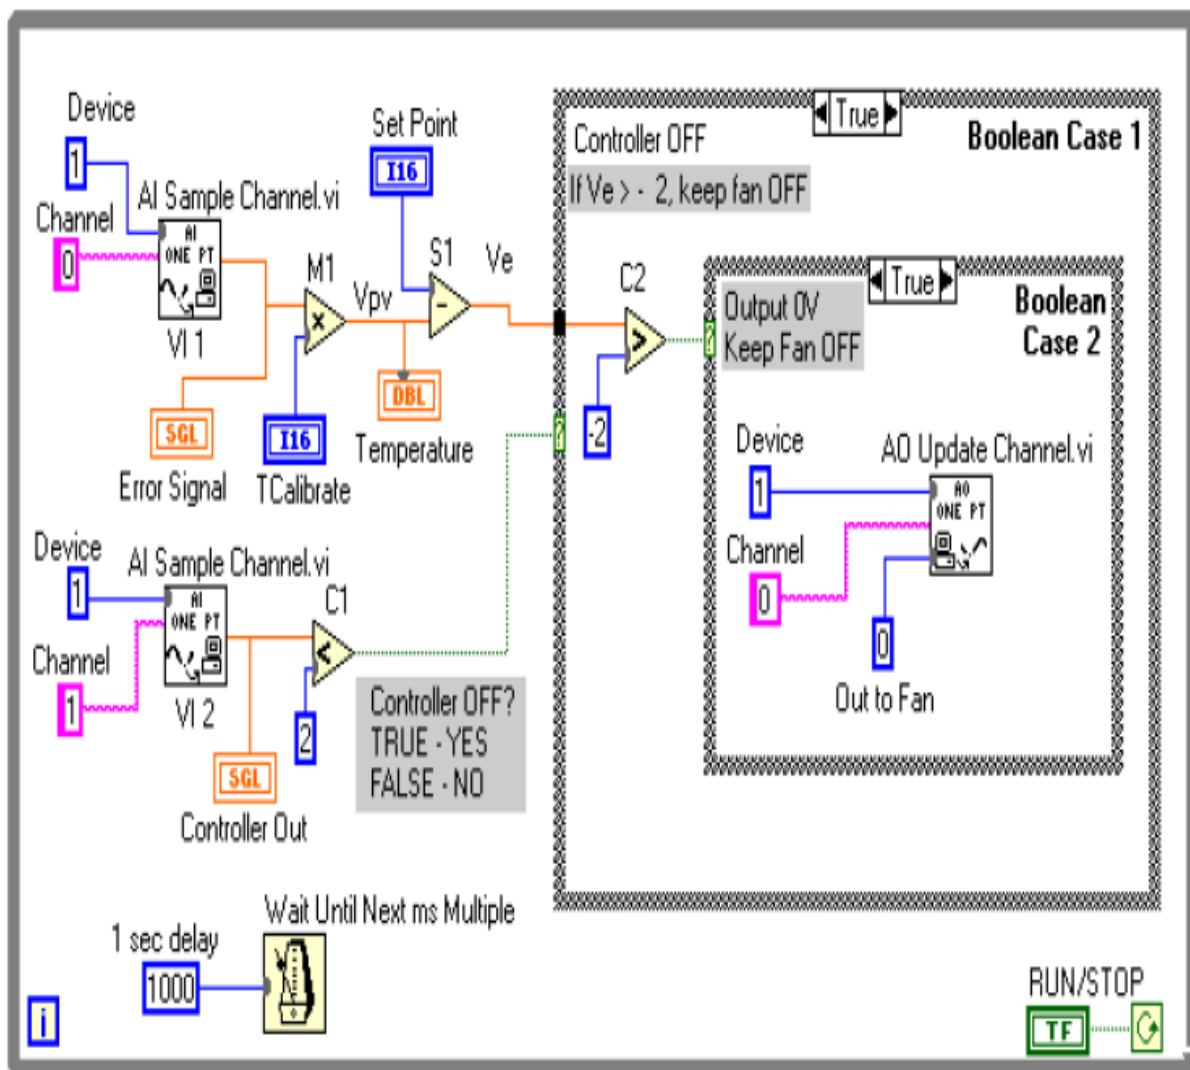 Device
1
Channel
0
AI Sample Channel.vi
AI
ONE PT
VI 1
M1
x
Vpv
Set Point
I16
S1
-
Ve
SGL
Error Signal
I16
TCalibrate
DBL
Temperature
Device
1
Channel
1
AI Sample Channel.vi
AI
ONE PT
VI 2
C1
<
2
SGL
Controller Out
Controller OFF?
TRUE - YES
FALSE - NO
True
Controller OFF
Boolean Case 1
If Ve > - 2, keep fan OFF
C2
>
-2
?
?
True
Output 0V
Keep Fan OFF
Boolean
Case 2
Device
1
Channel
0
AO Update Channel.vi
AO
ONE PT
0
Out to Fan
1 sec delay
1000
Wait Until Next ms Multiple
i
RUN/STOP
TF